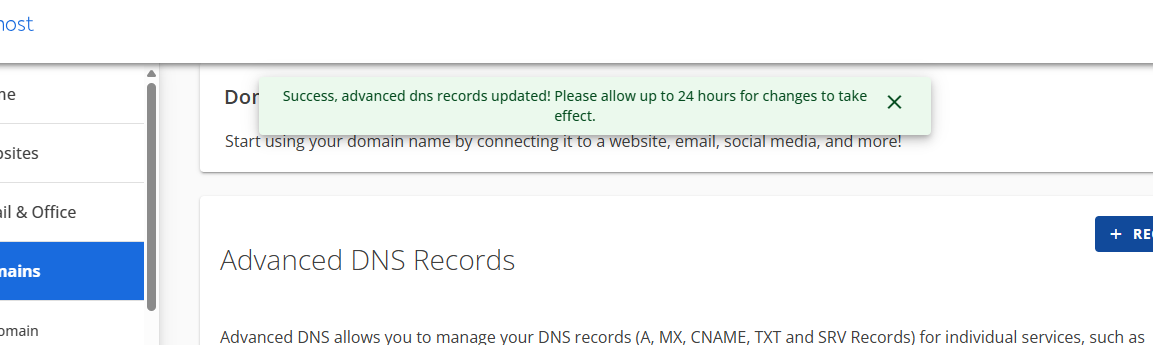 host
me
Success, advanced dns records updated! Please allow up to 24 hours for changes to take
effect.
Start using your domain name by connecting it to a website, email, social media, and more!
ail & Office
+ REC
mains
Advanced DNS Records
omain
Advanced DNS allows you to manage your DNS records (A, MX, CNAME, TXT and SRV Records) for individual services, such as